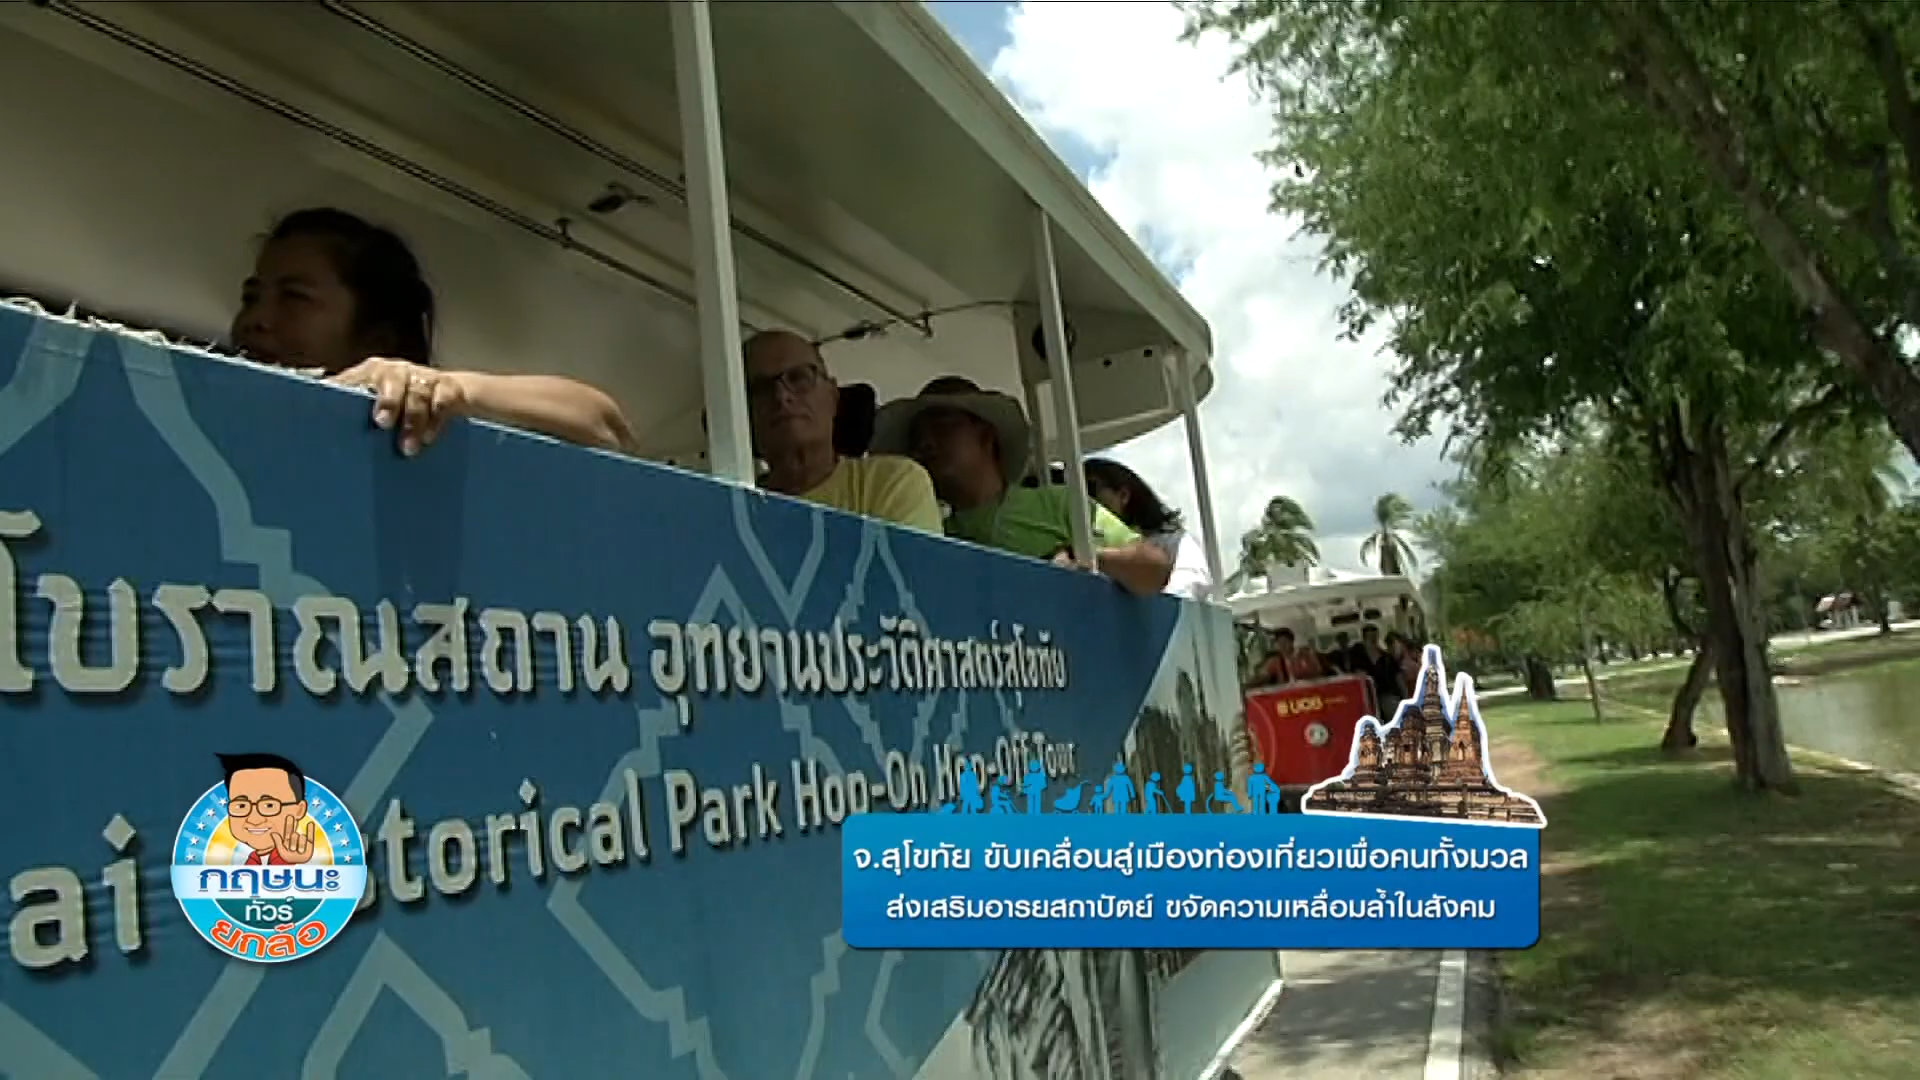 โบราณสถาน อุทยานประวัติศาสตร์สุโขทัย
ai storical Park Hop-On Hop-Off Tour
UOB
กฤษนะ
ทัวร์
ยกล้อ
จ.สุโขทัย ขับเคลื่อนสู่เมืองท่องเที่ยวเพื่อคนทั้งมวล
ส่งเสริมอารยสถาปัตย์ ขจัดความเหลื่อมล้ำในสังคม